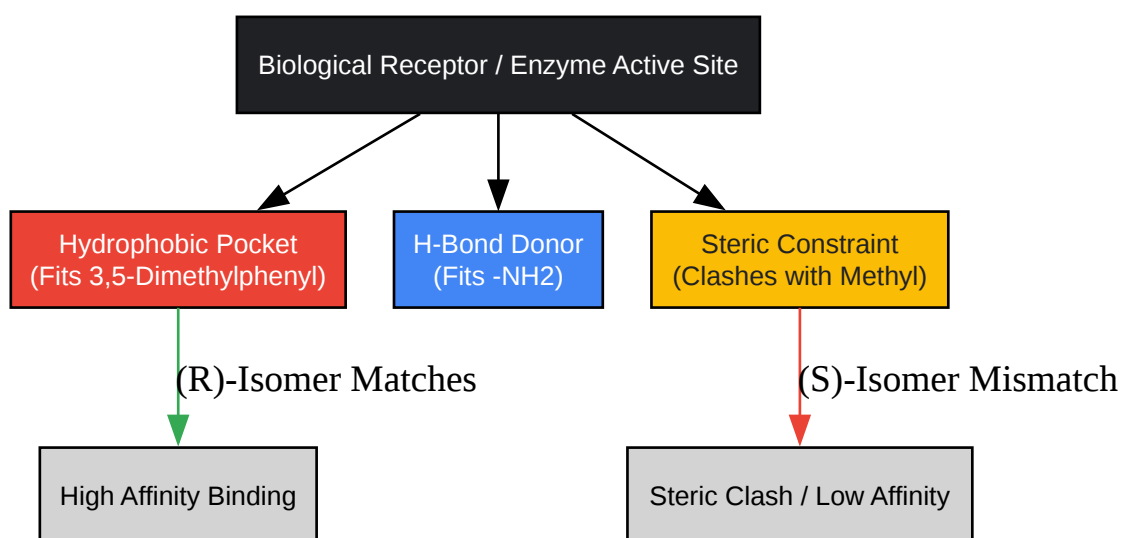 Biological Receptor / Enzyme Active Site
Hydrophobic Pocket
(Fits 3,5-Dimethylphenyl)
H-Bond Donor
(Fits -NH2)
Steric Constraint
(Clashes with Methyl)
(R)-Isomer Matches
(S)-Isomer Mismatch
High Affinity Binding
Steric Clash / Low Affinity